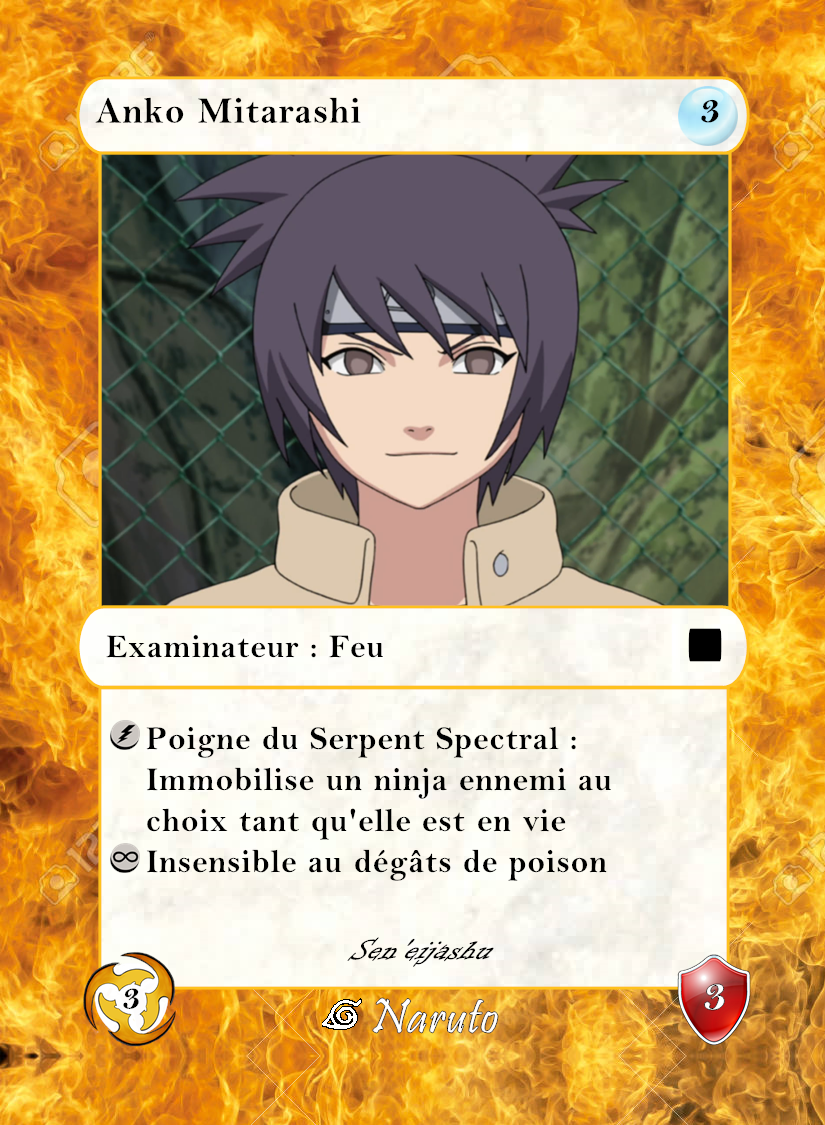 Anko Mitarashi
3
Examinateur : Feu
Poigne du Serpent Spectral :
Immobilise un ninja ennemi au
choix tant qu'elle est en vie
Insensible au dégâts de poison
Sen'eijashu
3
Naruto
3